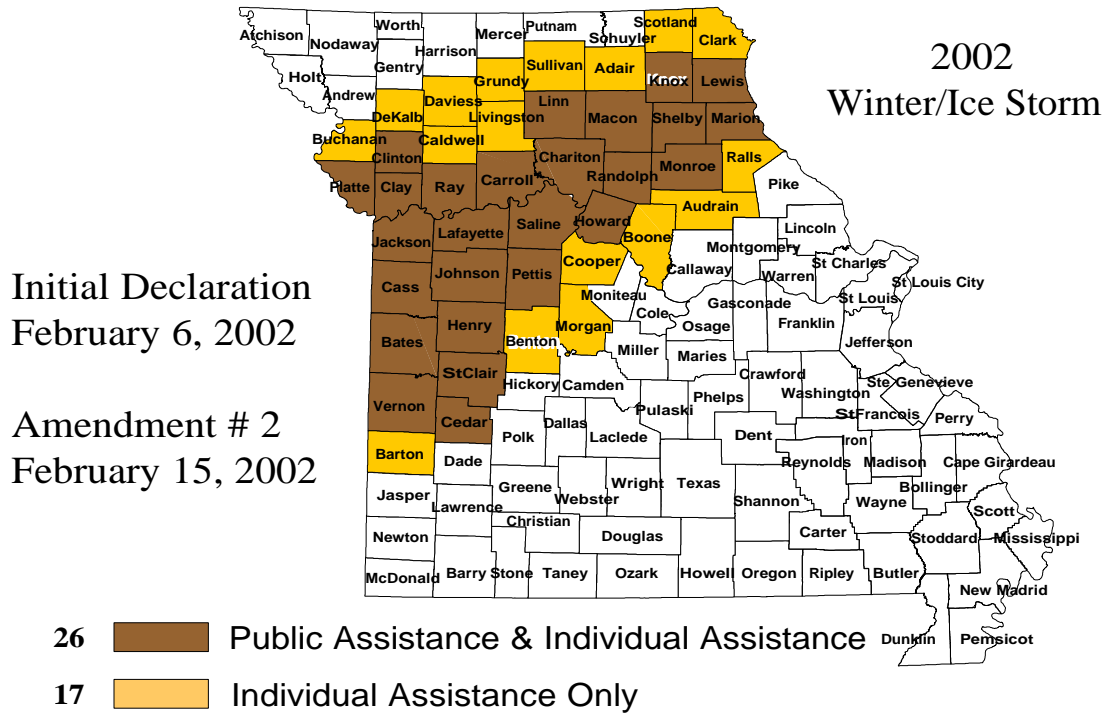 Atchison
Nodaway
Worth
Gentry
Harrison
Mercer
Putnam
Schuyler
Scotland
Clark
Holt
Andrew
DeKalb
Daviess
Grundy
Sullivan
Adair
Knox
Lewis
Buchanan
Clinton
Caldwell
Livingston
Linn
Macon
Shelby
Marion
Platte
Clay
Ray
Carroll
Chariton
Randolph
Monroe
Ralls
Pike
Audrain
Jackson
Lafayette
Saline
Howard
Boone
Callaway
Montgomery
Lincoln
Warren
St Charles
St Louis City
St Louis
Cass
Johnson
Pettis
Cooper
Moniteau
Cole
Osage
Gasconade
Franklin
Jefferson
Bates
Henry
Benton
Morgan
Miller
Maries
Crawford
Washington
Ste Genevieve
StFrancois
Perry
Vernon
StClair
Hickory
Camden
Pulaski
Phelps
Dent
Iron
Reynolds
Madison
Cape Girardeau
Bollinger
Barton
Cedar
Polk
Dallas
Laclede
Dade
Jasper
Greene
Webster
Wright
Texas
Shannon
Wayne
Scott
Mississippi
Stoddard
Lawrence
Christian
Douglas
Carter
Newton
McDonald
Barry
Stone
Taney
Ozark
Howell
Oregon
Ripley
Butler
New Madrid
Dunklin
Pemsicot
2002
Winter/Ice Storm
Initial Declaration
February 6, 2002
Amendment # 2
February 15, 2002
26 Public Assistance & Individual Assistance
17 Individual Assistance Only